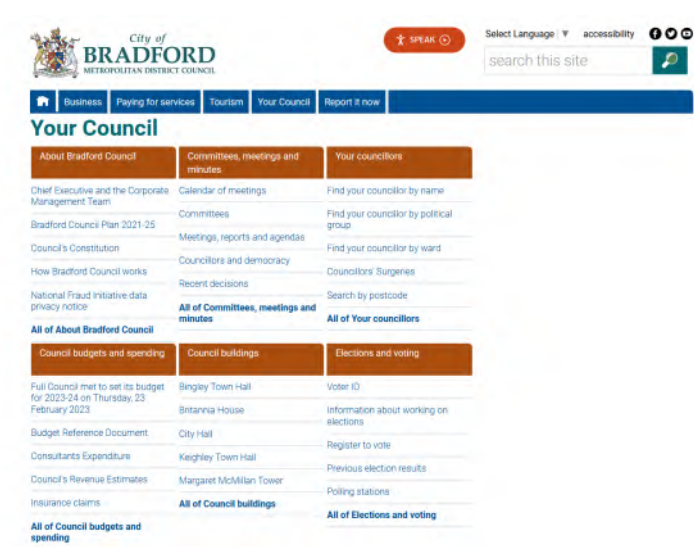 City of
BRADFORD
METROPOLITAN DISTRICT COUNCIL
SPEAK
Select Language ▼
accessibility
search this site
Business
Paying for services
Tourism
Your Council
Report it now
Your Council
About Bradford Council
Chief Executive and the Corporate
Management Team
Bradford Council Plan 2021-25
Council's Constitution
How Bradford Council works
National Fraud Initiative data
privacy notice
All of About Bradford Council
Committees, meetings and
minutes
Calendar of meetings
Committees
Meetings, reports and agendas
Councillors and democracy
Recent decisions
All of Committees, meetings and
minutes
Your councillors
Find your councillor by name
Find your councillor by political
group
Find your councillor by ward
Councillors' Surgeries
Search by postcode
All of Your councillors
Council budgets and spending
Full Council met to set its budget
for 2023-24 on Thursday, 23
February 2023
Budget Reference Document
Consultants Expenditure
Council's Revenue Estimates
Insurance claims
All of Council budgets and
spending
Council buildings
Bingley Town Hall
Britannia House
City Hall
Keighley Town Hall
Margaret McMillan Tower
All of Council buildings
Elections and voting
Voter ID
Information about working on
elections
Register to vote
Previous election results
Polling stations
All of Elections and voting